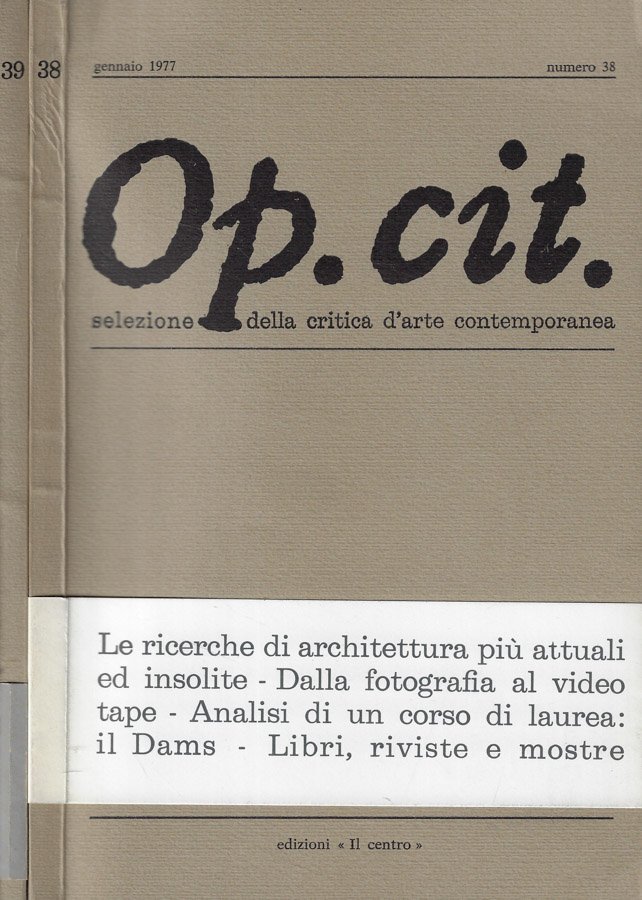 39 38
gennaio 1977 numero 38
Op. cit.
selezione della critica d'arte contemporanea
Le ricerche di architettura più attuali
ed insolite - Dalla fotografia al video
tape - Analisi di un corso di laurea:
il Dams - Libri, riviste e mostre
edizioni « Il centro »